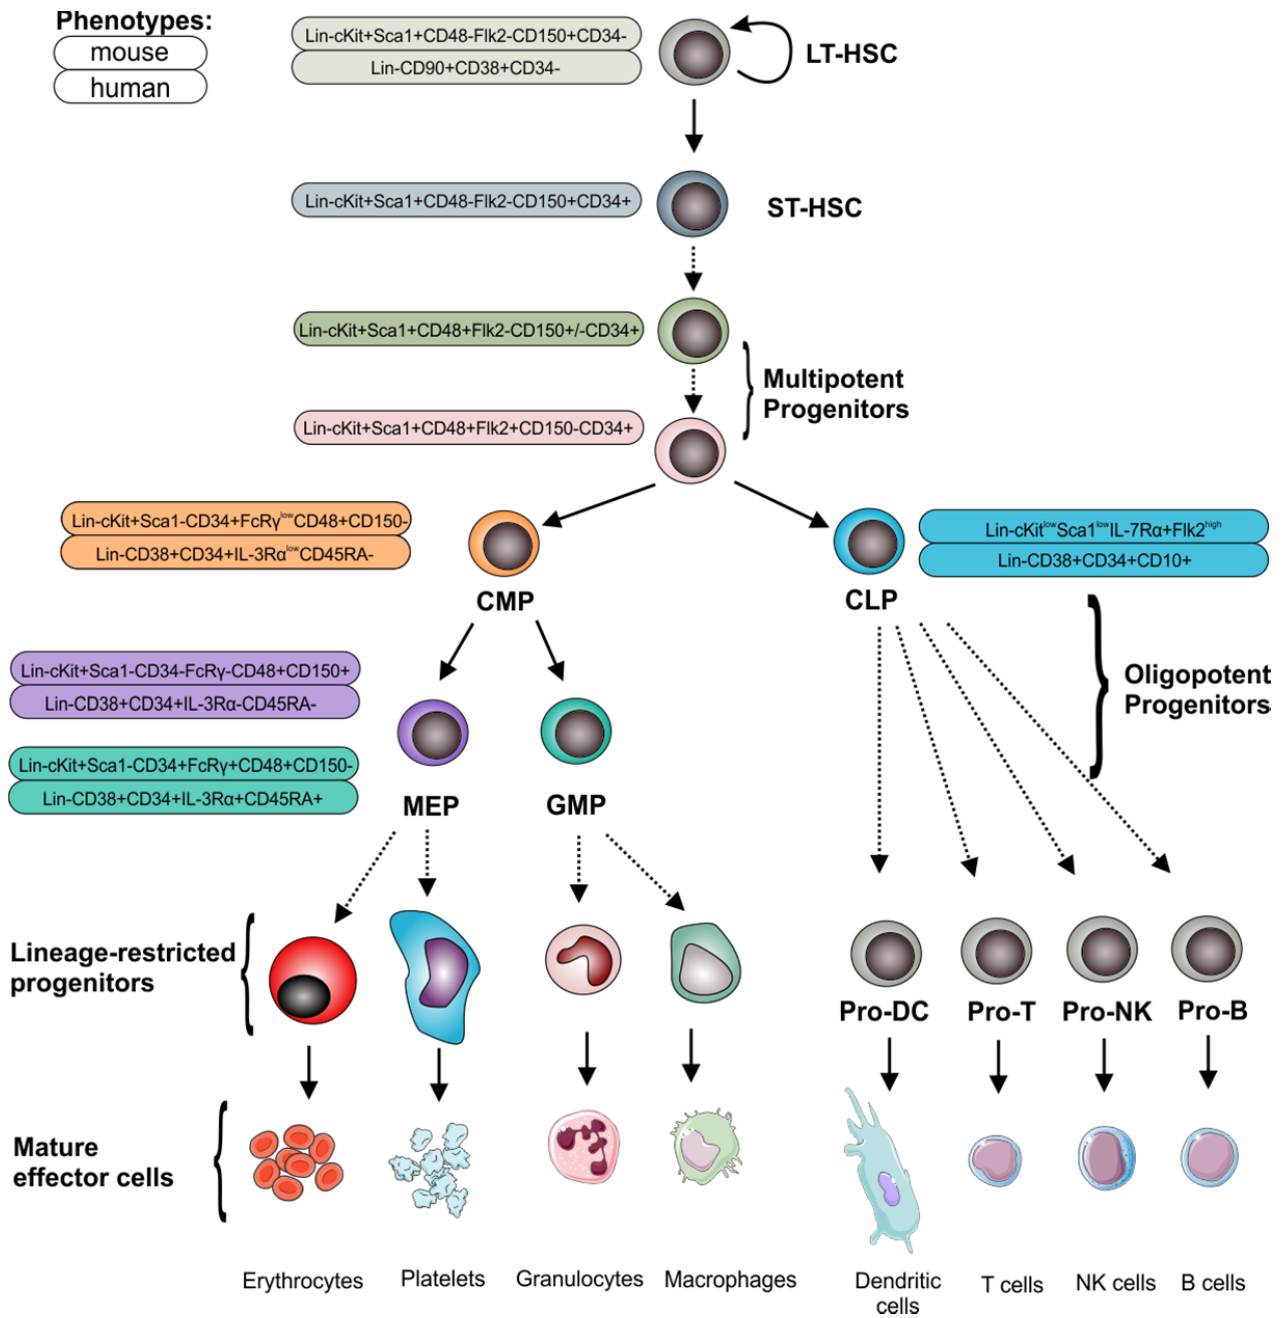 Phenotypes:
mouse
human
Lin-cKit+Sca1+CD48-Flk2-CD150+CD34-
Lin-CD90+CD38+CD34-
LT-HSC
Lin-cKit+Sca1+CD48-Flk2-CD150+CD34+
ST-HSC
Lin-cKit+Sca1+CD48+Flk2-CD150+/-CD34+
Multipotent
Progenitors
Lin-cKit+Sca1+CD48+Flk2+CD150-CD34+
Lin-cKit+Sca1-CD34+FcRγlowCD48+CD150-
Lin-CD38+CD34+IL-3RαlowCD45RA-
CMP
Lin-cKitlowSca1lowIL-7Rα+Flk2high
Lin-CD38+CD34+CD10+
CLP
Oligopotent
Progenitors
Lin-cKit+Sca1-CD34-FcRγ-CD48+CD150+
Lin-CD38+CD34+IL-3Rα-CD45RA-
Lin-cKit+Sca1-CD34+FcRγ+CD48+CD150-
Lin-CD38+CD34+IL-3Rα+CD45RA+
MEP
GMP
Lineage-restricted
progenitors
Pro-DC
Pro-T
Pro-NK
Pro-B
Mature
effector cells
Erythrocytes
Platelets
Granulocytes
Macrophages
Dendritic
cells
T cells
NK cells
B cells